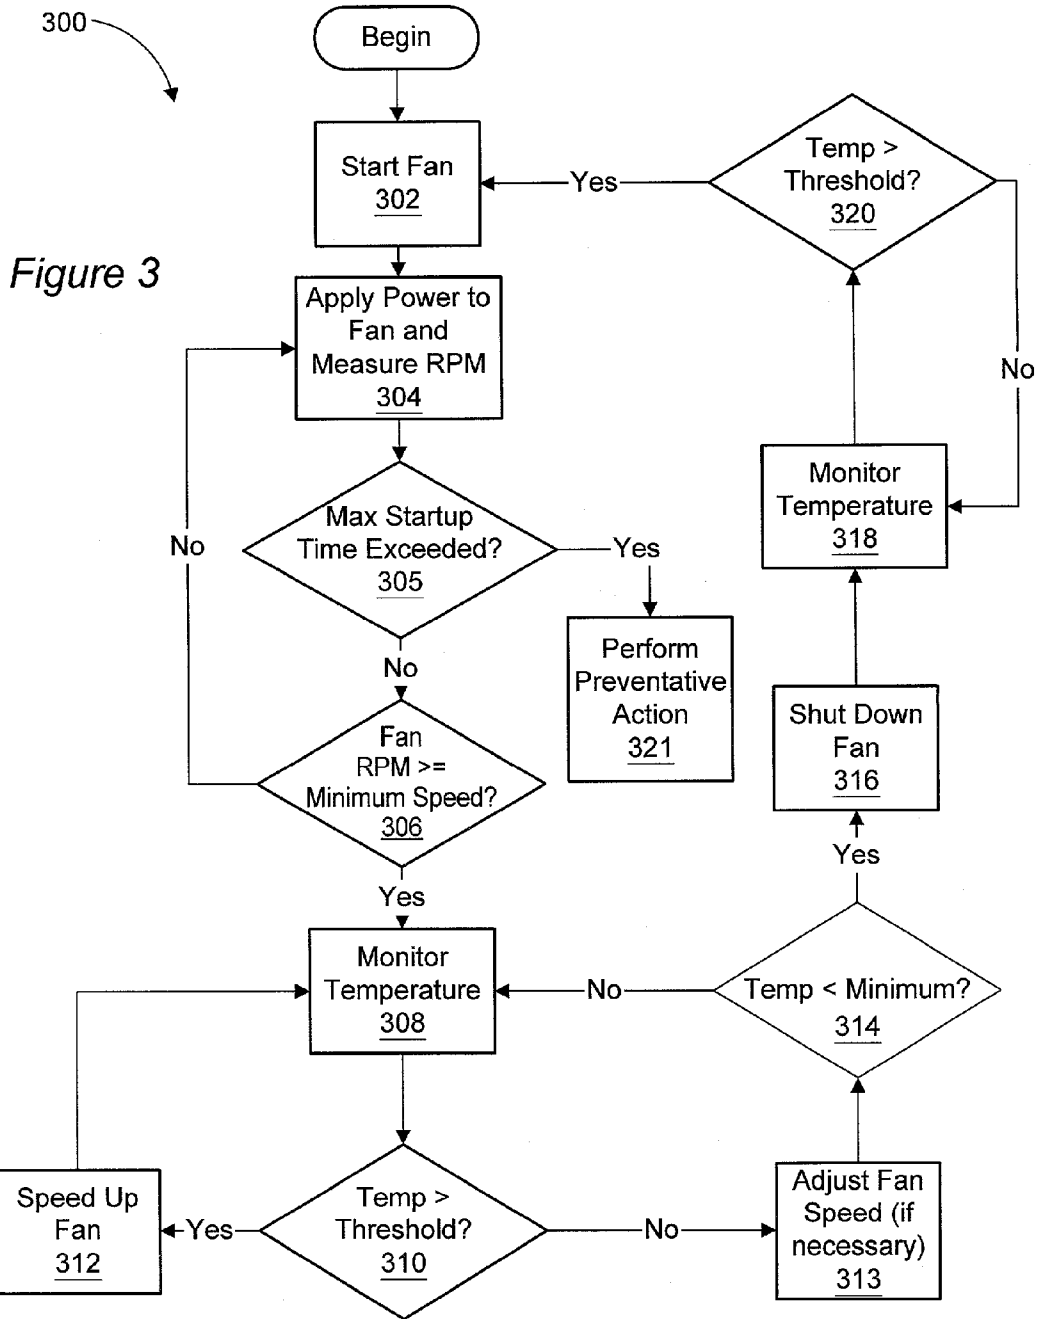 300
Begin
Start Fan
302
Yes
Temp >
Threshold?
320
No
Figure 3
Apply Power to
Fan and
Measure RPM
304
Monitor
Temperature
318
Max Startup
Time Exceeded?
305
Yes
No
No
Perform
Preventative
Action
321
Shut Down
Fan
316
Fan
RPM >=
Minimum Speed?
306
Yes
Yes
Monitor
Temperature
308
No
Temp < Minimum?
314
Speed Up
Fan
312
Yes
Temp >
Threshold?
310
No
Adjust Fan
Speed (if
necessary)
313